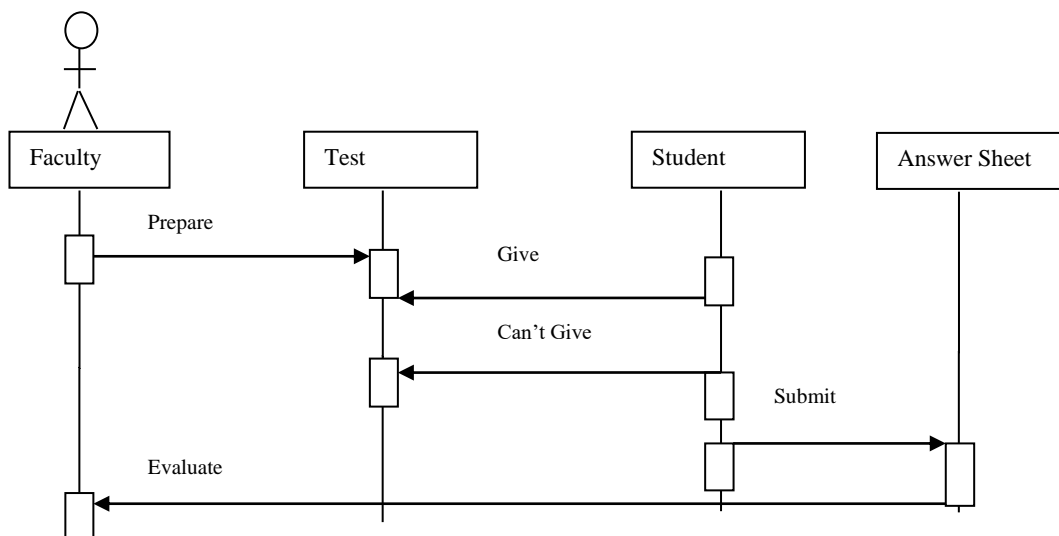 Faculty
Test
Student
Answer Sheet
Prepare
Give
Can’t Give
Submit
Evaluate